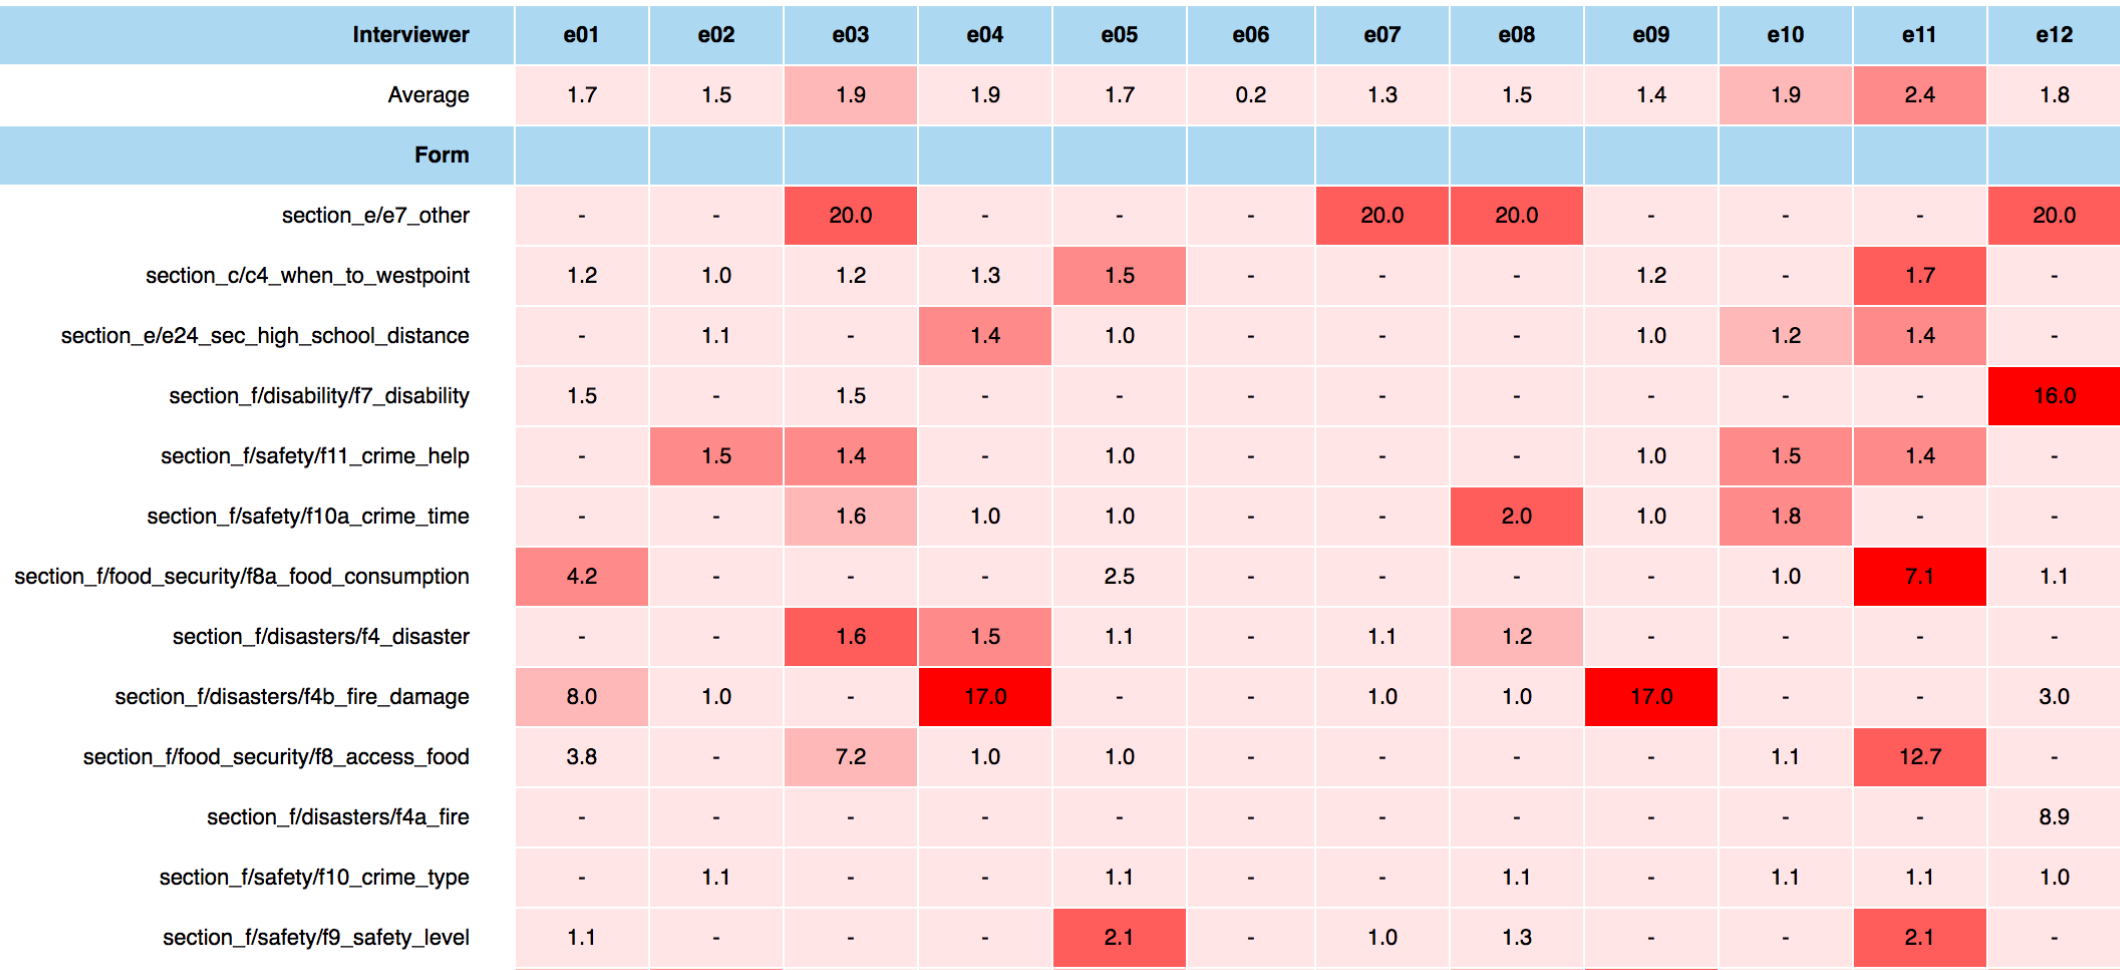 Interviewer e01 e02 e03 e04 e05 e06 e07 e08 e09 e10 e11 e12
Average 1.7 1.5 1.9 1.9 1.7 0.2 1.3 1.5 1.4 1.9 2.4 1.8
Form
section_e/e7_other - - 20.0 - - - 20.0 20.0 - - - 20.0
section_c/c4_when_to_westpoint 1.2 1.0 1.2 1.3 1.5 - - - 1.2 - 1.7 -
section_e/e24_sec_high_school_distance - 1.1 - 1.4 1.0 - - - 1.0 1.2 1.4 -
section_f/disability/f7_disability 1.5 - 1.5 - - - - - - - - 16.0
section_f/safety/f11_crime_help - 1.5 1.4 - 1.0 - - - 1.0 1.5 1.4 -
section_f/safety/f10a_crime_time - - 1.6 1.0 1.0 - - 2.0 1.0 1.8 - -
section_f/food_security/f8a_food_consumption 4.2 - - - 2.5 - - - - 1.0 7.1 1.1
section_f/disasters/f4_disaster - - 1.6 1.5 1.1 - 1.1 1.2 - - - -
section_f/disasters/f4b_fire_damage 8.0 1.0 - 17.0 - - 1.0 1.0 17.0 - - 3.0
section_f/food_security/f8_access_food 3.8 - 7.2 1.0 1.0 - - - - 1.1 12.7 -
section_f/disasters/f4a_fire - - - - - - - - - - - 8.9
section_f/safety/f10_crime_type - 1.1 - - 1.1 - - 1.1 - 1.1 1.1 1.0
section_f/safety/f9_safety_level 1.1 - - - 2.1 - 1.0 1.3 - - 2.1 -